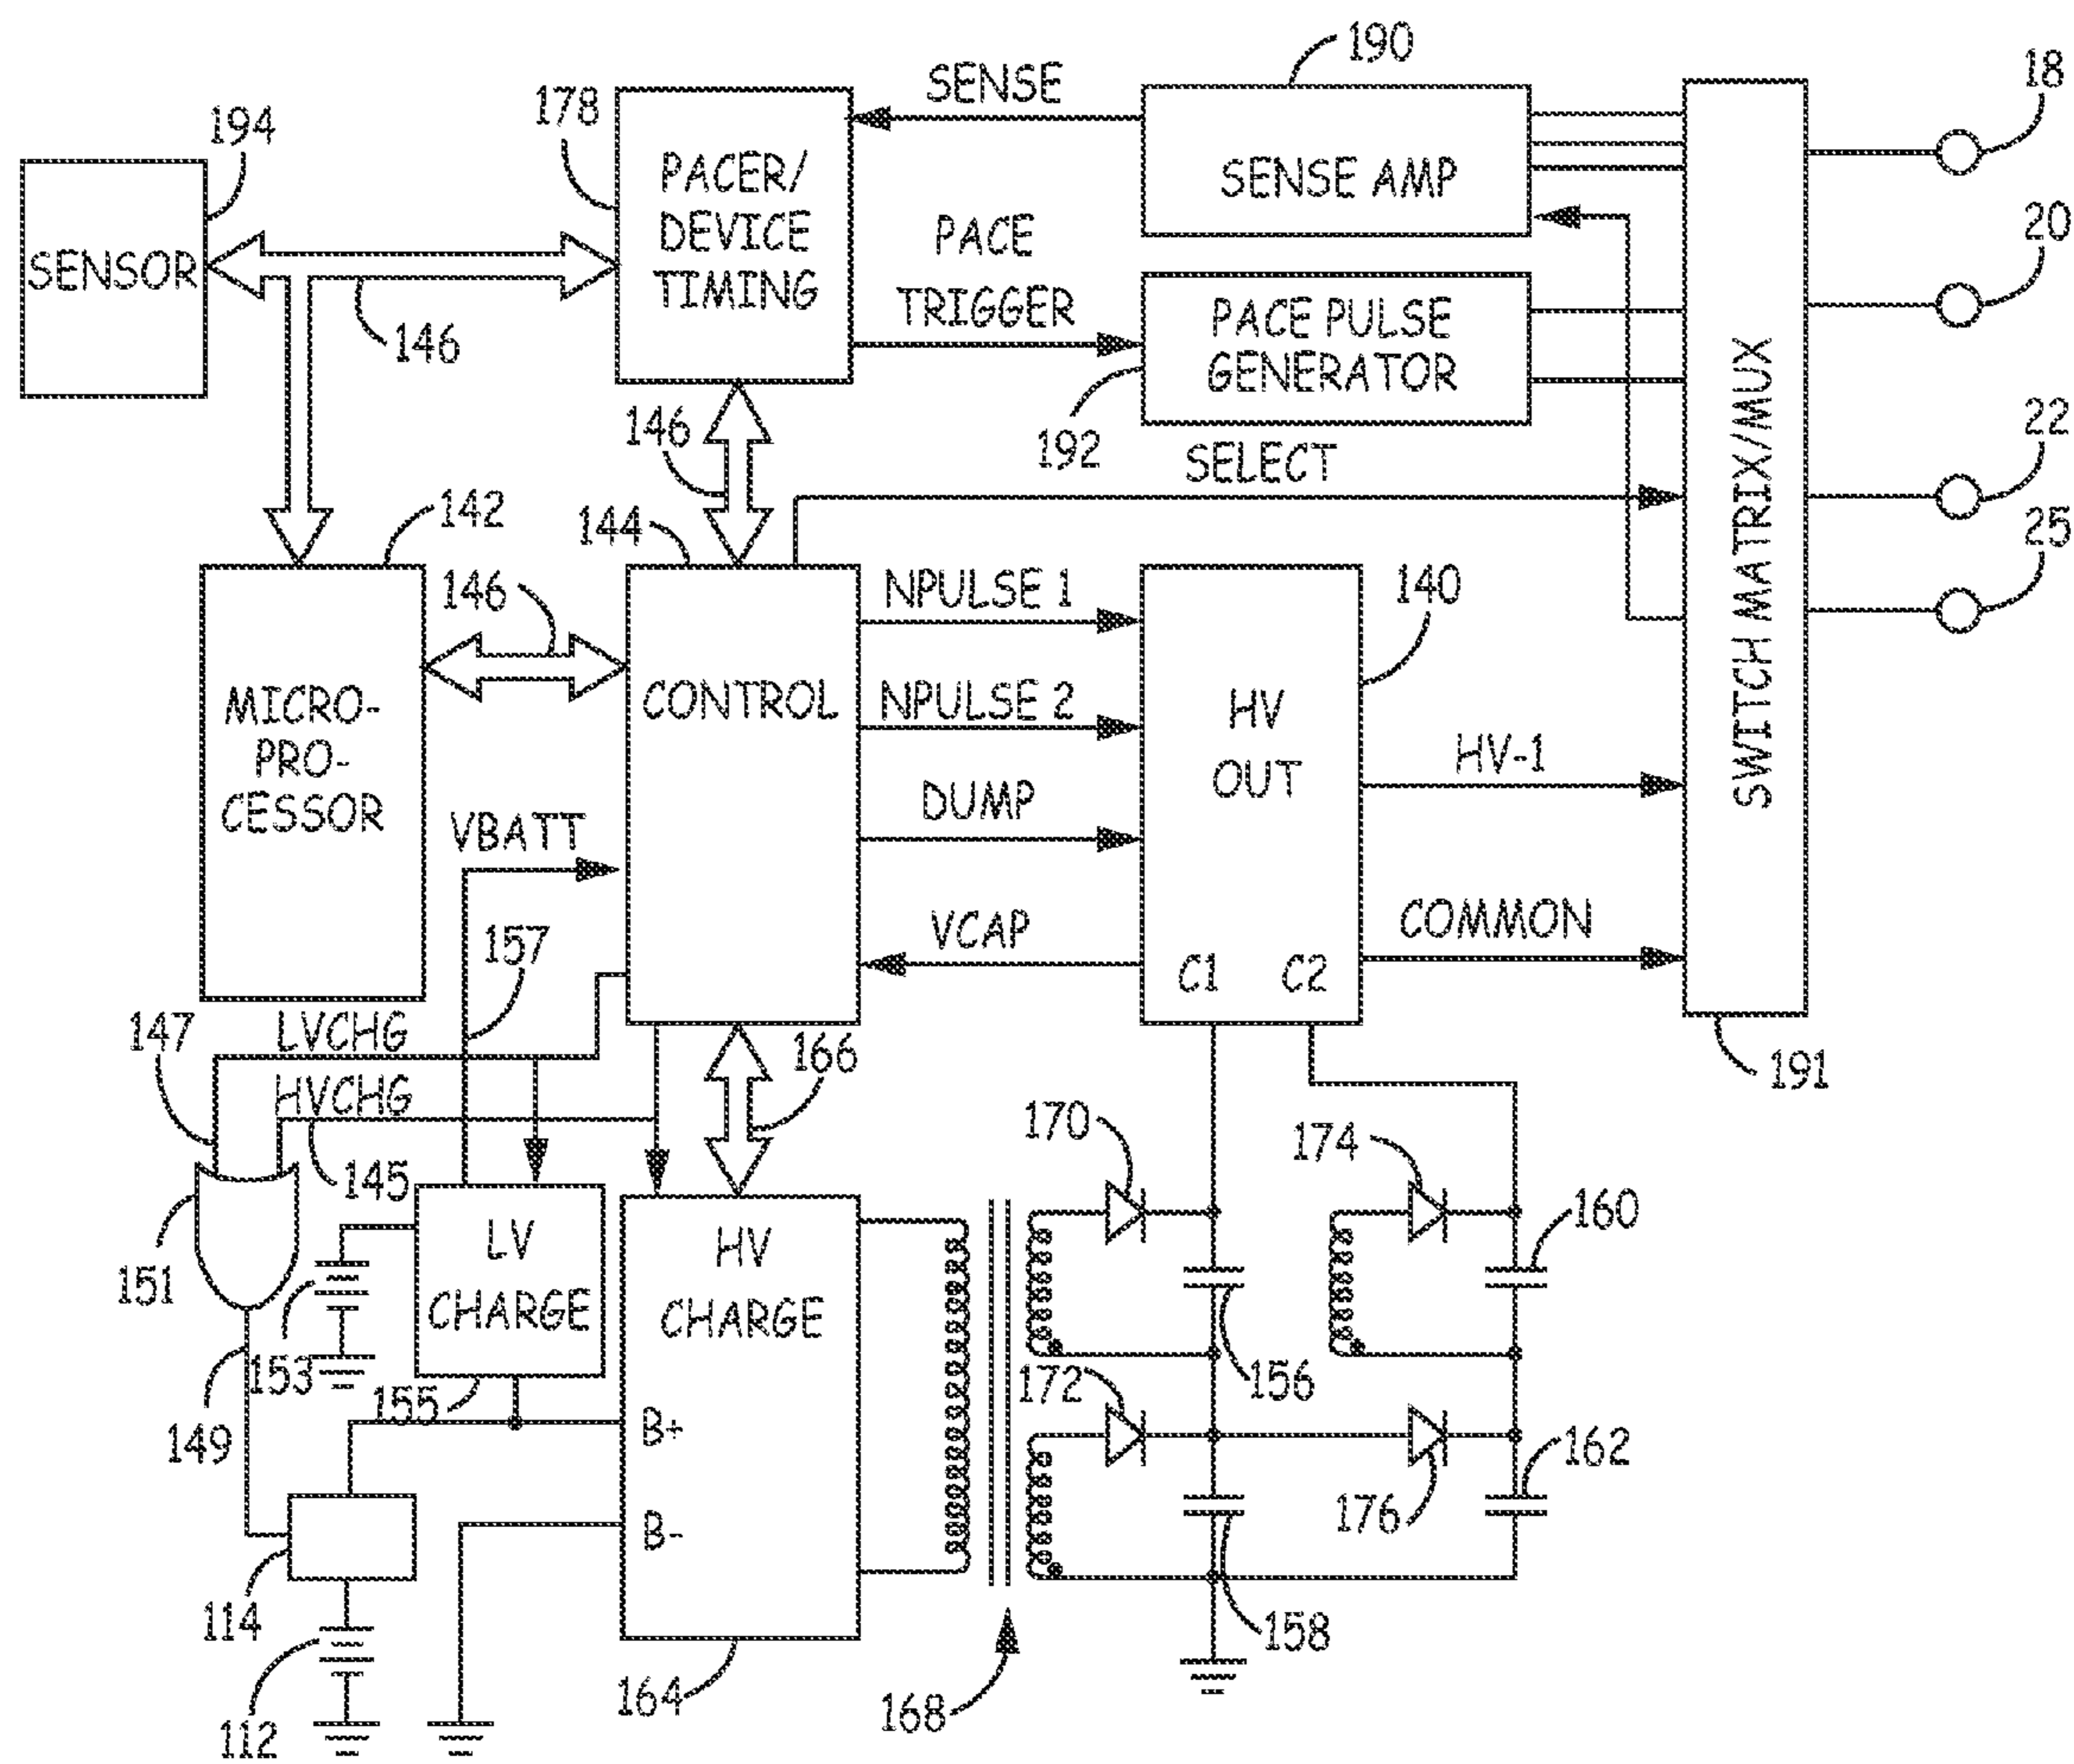 190
18
SENSE
194
178
PACER/
DEVICE
TIMING
SENSE AMP
20
PACE
TRIGGER
SENSOR
146
PACE PULSE
GENERATOR
146
192
SELECT
22
142
144
25
146
NPULSE 1
140
SWITCH MATRIX/MUX
MICRO-
PRO-
CESSOR
CONTROL
NPULSE 2
HV
OUT
HV-1
VBATT
DUMP
157
VCAP
C1
C2
COMMON
147
LVCHG
166
191
HVCHG
145
170
174
160
151
LV
CHARGE
HV
CHARGE
153
155
149
172
156
B+
162
176
B-
114
158
112
164
168